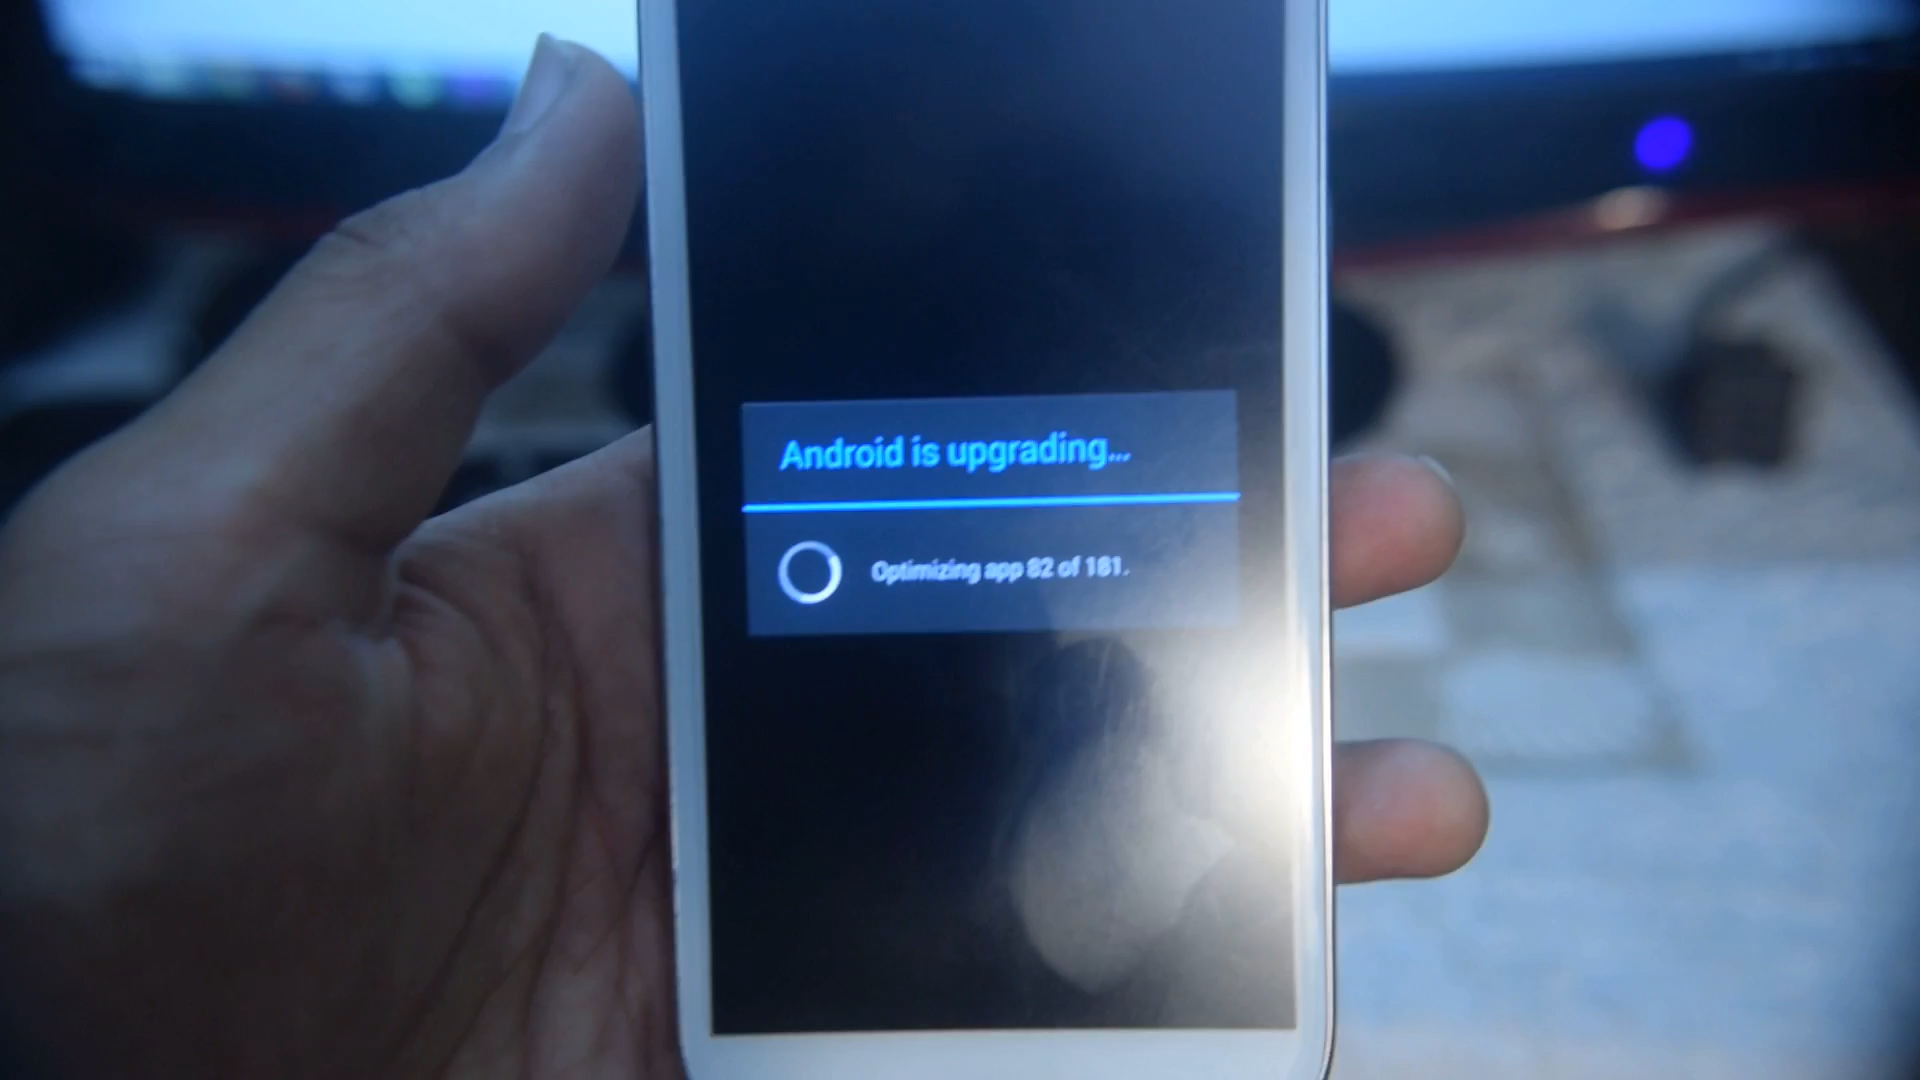 Android is upgrading...
Optimizing app 82 of 181.